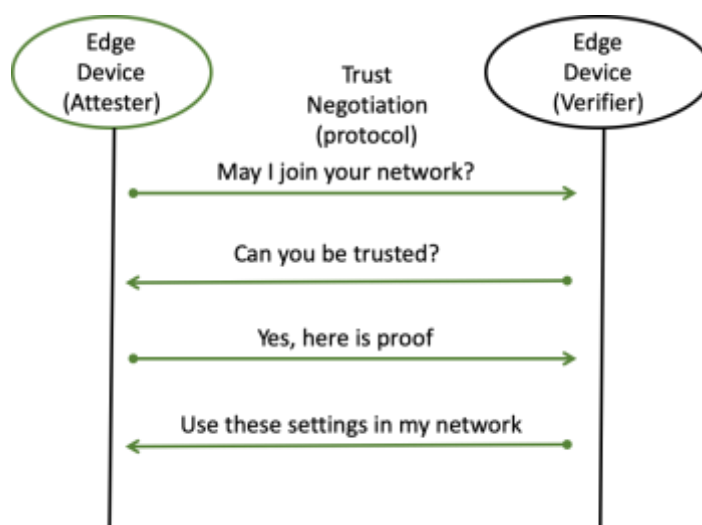 Edge
Device
(Attester)
Trust
Negotiation
(protocol)
Edge
Device
(Verifier)
May I join your network?
Can you be trusted?
Yes, here is proof
Use these settings in my network